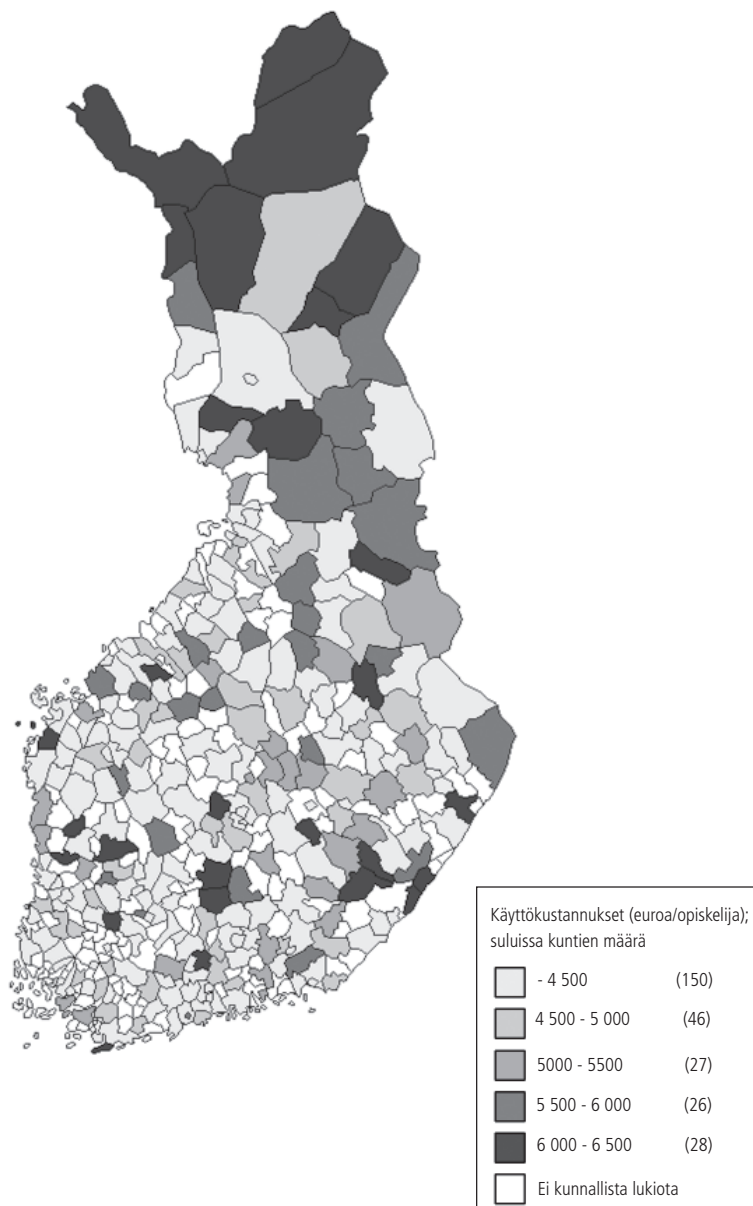 Käyttökustannukset (euroa/opiskelija);
suluissa kuntien määrä
- 4 500 (150)
4 500 - 5 000 (46)
5000 - 5500 (27)
5 500 - 6 000 (26)
6 000 - 6 500 (28)
Ei kunnallista lukiota